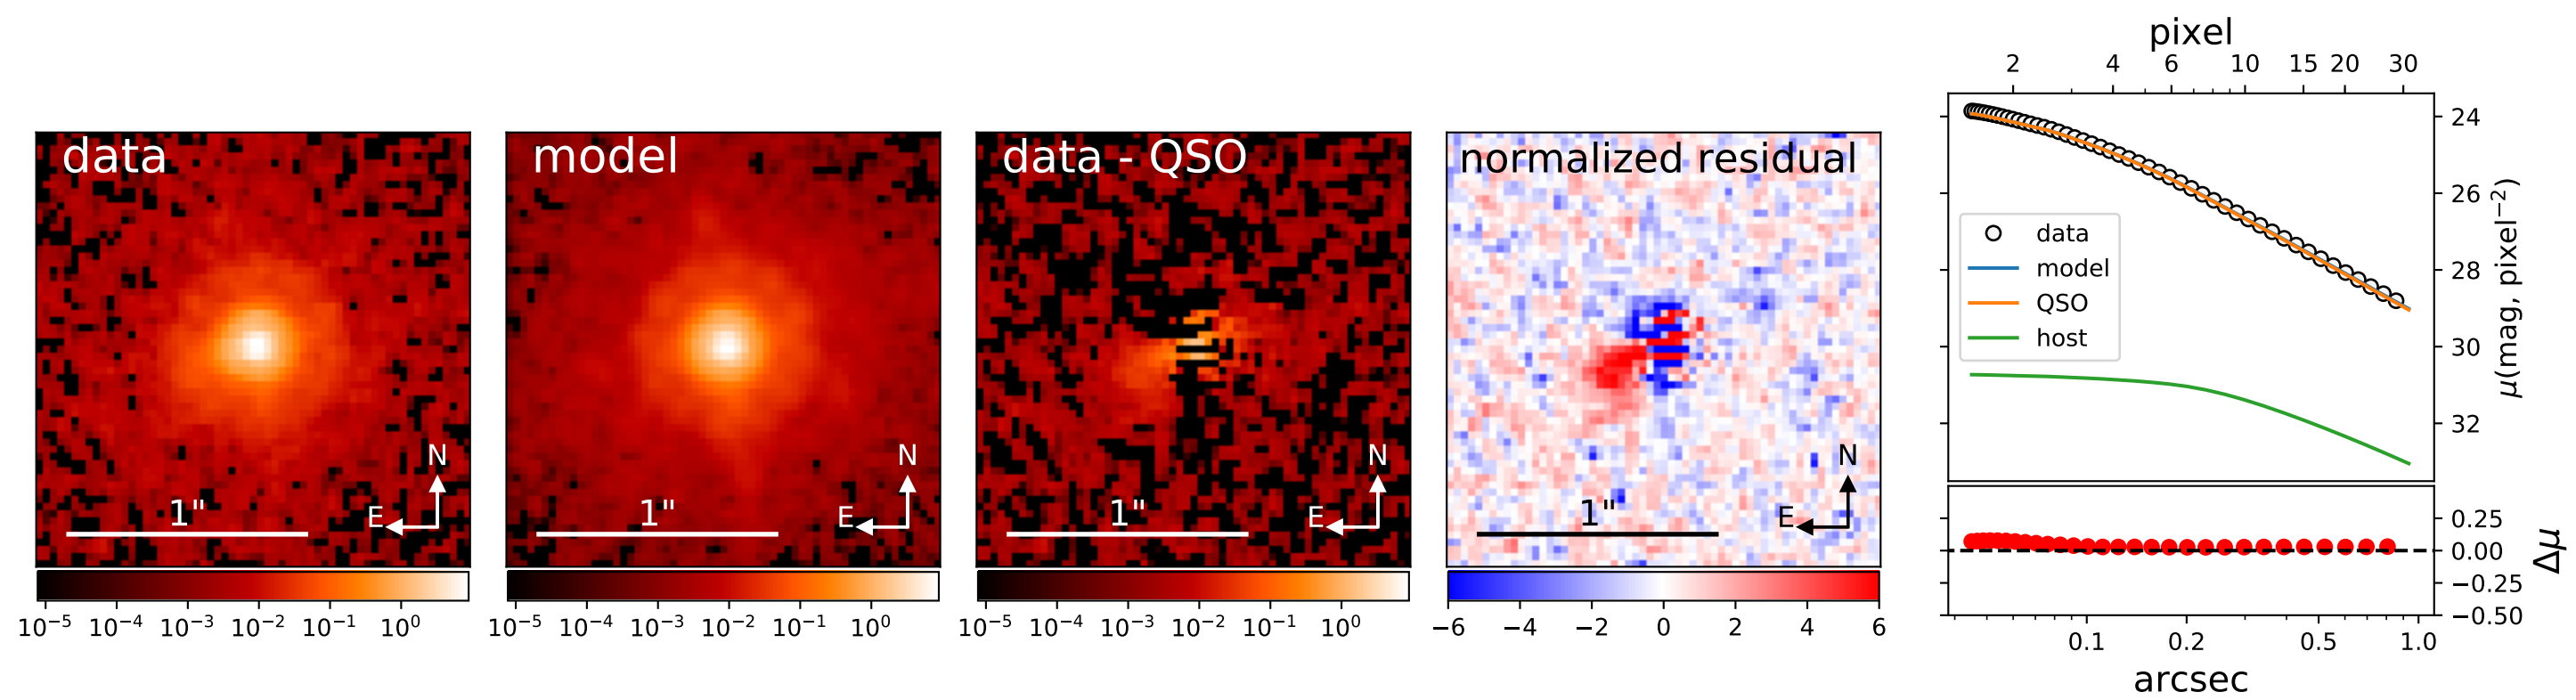 data
N
E
1"
10⁻⁵ 10⁻⁴ 10⁻³ 10⁻² 10⁻¹ 10⁰
model
N
E
1"
10⁻⁵ 10⁻⁴ 10⁻³ 10⁻² 10⁻¹ 10⁰
data - QSO
N
E
1"
10⁻⁵ 10⁻⁴ 10⁻³ 10⁻² 10⁻¹ 10⁰
normalized residual
N
E
1"
−6 −4 −2 0 2 4 6
pixel
2 4 6 10 15 20 30
data
model
QSO
host
24
26
28
30
32
μ(mag, pixel⁻²)
0.25
0.00
−0.25
−0.50
Δμ
0.1 0.2 0.5 1.0
arcsec